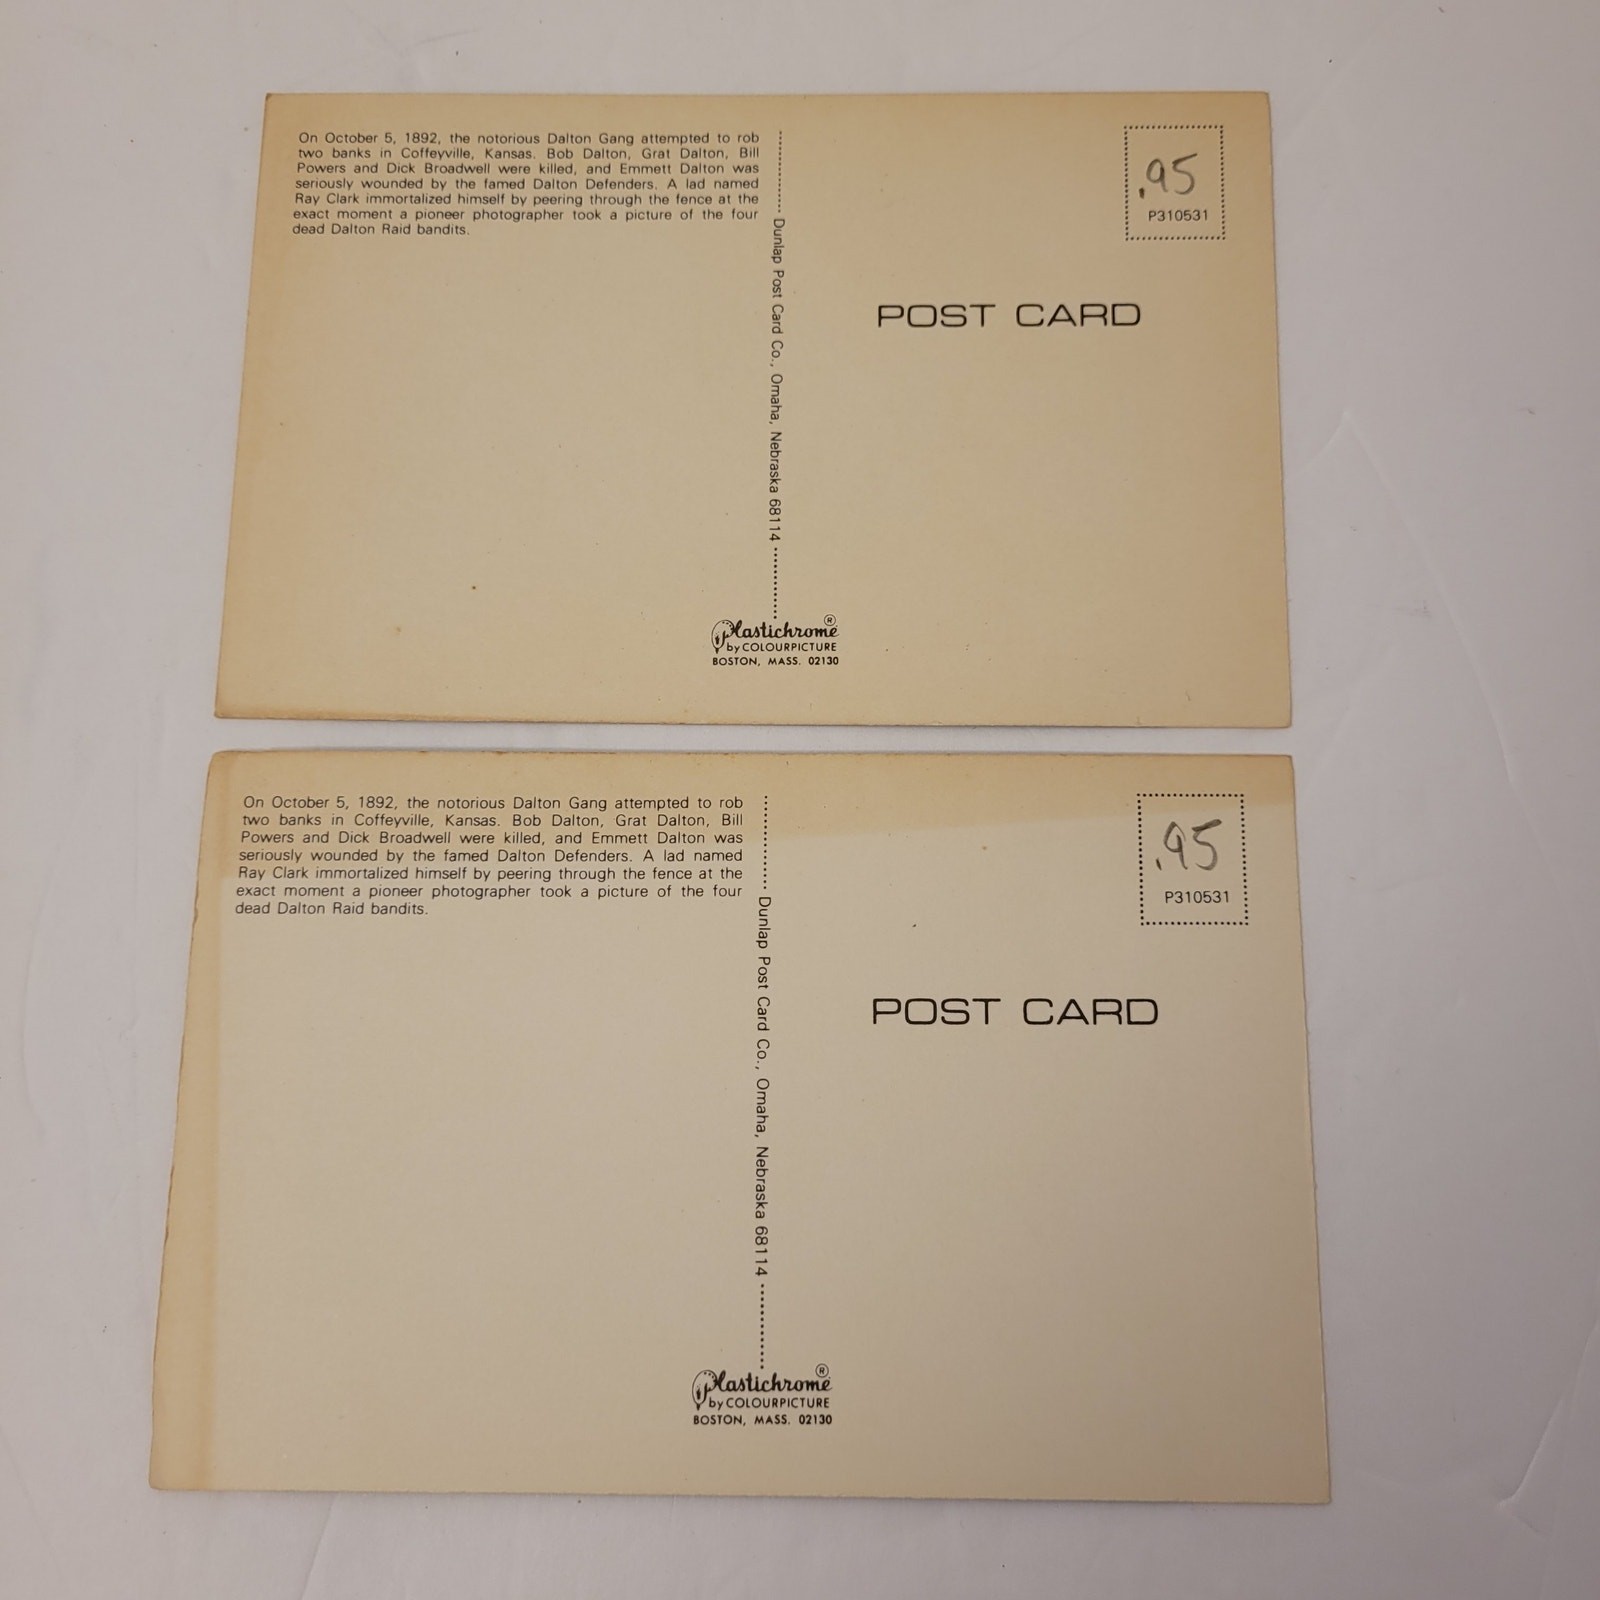 On October 5, 1892, the notorious Dalton Gang attempted to rob
two banks in Coffeyville, Kansas. Bob Dalton, Grat Dalton, Bill
Powers and Dick Broadwell were killed, and Emmett Dalton was
seriously wounded by the famed Dalton Defenders. A lad named
Ray Clark immortalized himself by peering through the fence at the
exact moment a pioneer photographer took a picture of the four
dead Dalton Raid bandits.
Dunlap Post Card Co., Omaha, Nebraska 68114
.95
P310531
POST CARD
Plastichrome®
by COLOURPICTURE
BOSTON, MASS. 02130
On October 5, 1892, the notorious Dalton Gang attempted to rob
two banks in Coffeyville, Kansas. Bob Dalton, Grat Dalton, Bill
Powers and Dick Broadwell were killed, and Emmett Dalton was
seriously wounded by the famed Dalton Defenders. A lad named
Ray Clark immortalized himself by peering through the fence at the
exact moment a pioneer photographer took a picture of the four
dead Dalton Raid bandits.
Dunlap Post Card Co., Omaha, Nebraska 68114
.95
P310531
POST CARD
Plastichrome®
by COLOURPICTURE
BOSTON, MASS. 02130